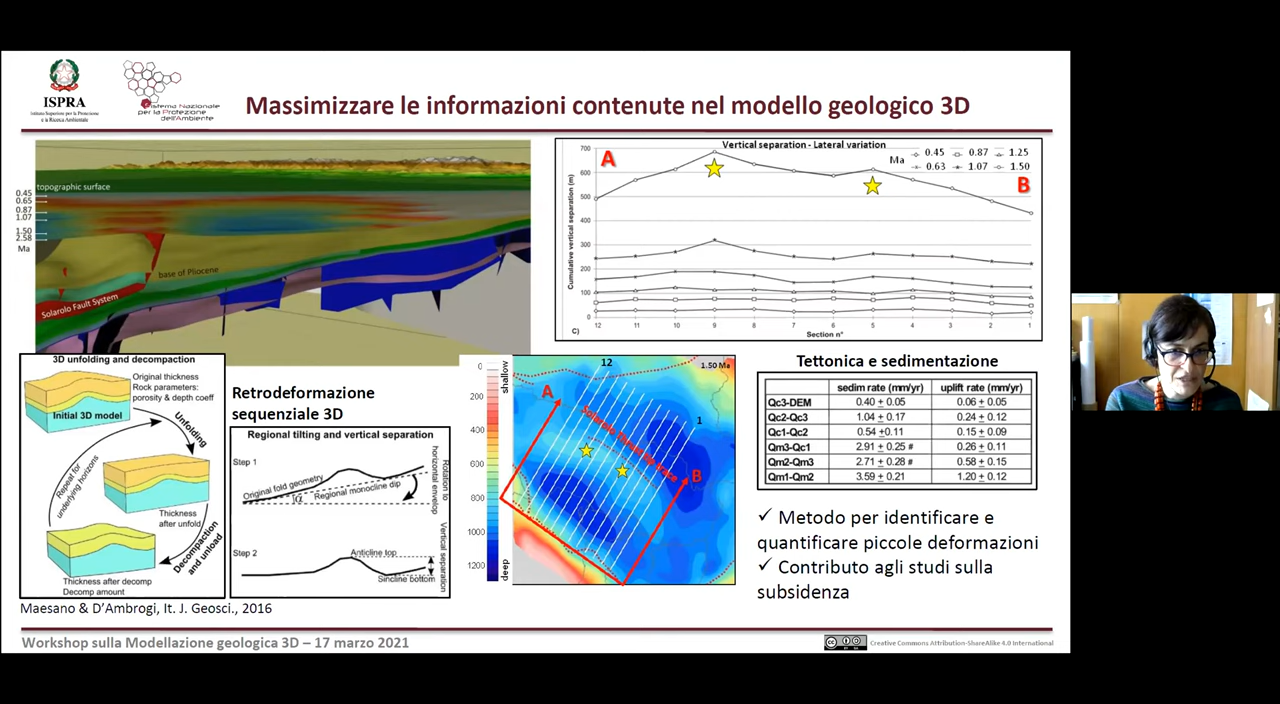 ISPRA
Istituto Superiore per la Protezione
e la Ricerca Ambientale
Sistema Nazionale
per la Protezione
dell'Ambiente
Massimizzare le informazioni contenute nel modello geologico 3D
topographic surface
0.45
0.65
0.87
1.07
1.50
2.58
Ma
base of Pliocene
Solarolo Fault System
Vertical separation - Lateral variation
A
B
Ma
0.45 0.87 1.25
0.63 1.07 1.50
Cumulative vertical separation (m)
700
600
500
400
300
200
100
0
12 11 10 9 8 7 6 5 4 3 2 1
C) Section n°
3D unfolding and decompaction
Original thickness
Rock parameters:
porosity & depth coeff
Initial 3D model
Unfolding
Repeat for
underlying horizons
Thickness
after unfold
Decompaction
and unload
Thickness after decomp
Decomp amount
Maesano & D'Ambrogi, It. J. Geosci., 2016
Retrodeformazione
sequenziale 3D
Regional tilting and vertical separation
Step 1
Original fold geometry
α
Regional monocline dip
Rotation to
horizontal envelop
Step 2
Anticline top
Sincline bottom
Vertical separation
0
200
400
600
800
1000
1200
shallow
deep
12
1.50 Ma
1
A
B
Tettonica e sedimentazione
sedim rate (mm/yr) uplift rate (mm/yr)
Qc3-DEM 0.40 ± 0.05 0.06 ± 0.05
Qc2-Qc3 1.04 ± 0.17 0.24 ± 0.12
Qc1-Qc2 0.54 ±0.11 0.15 ± 0.09
Qm3-Qc1 2.91 ± 0.25 # 0.26 ± 0.11
Qm2-Qm3 2.71 ± 0.28 # 0.58 ± 0.15
Qm1-Qm2 3.59 ± 0.21 1.20 ± 0.12
✓ Metodo per identificare e
quantificare piccole deformazioni
✓ Contributo agli studi sulla
subsidenza
Workshop sulla Modellazione geologica 3D – 17 marzo 2021
Creative Commons Attribution-ShareAlike 4.0 International